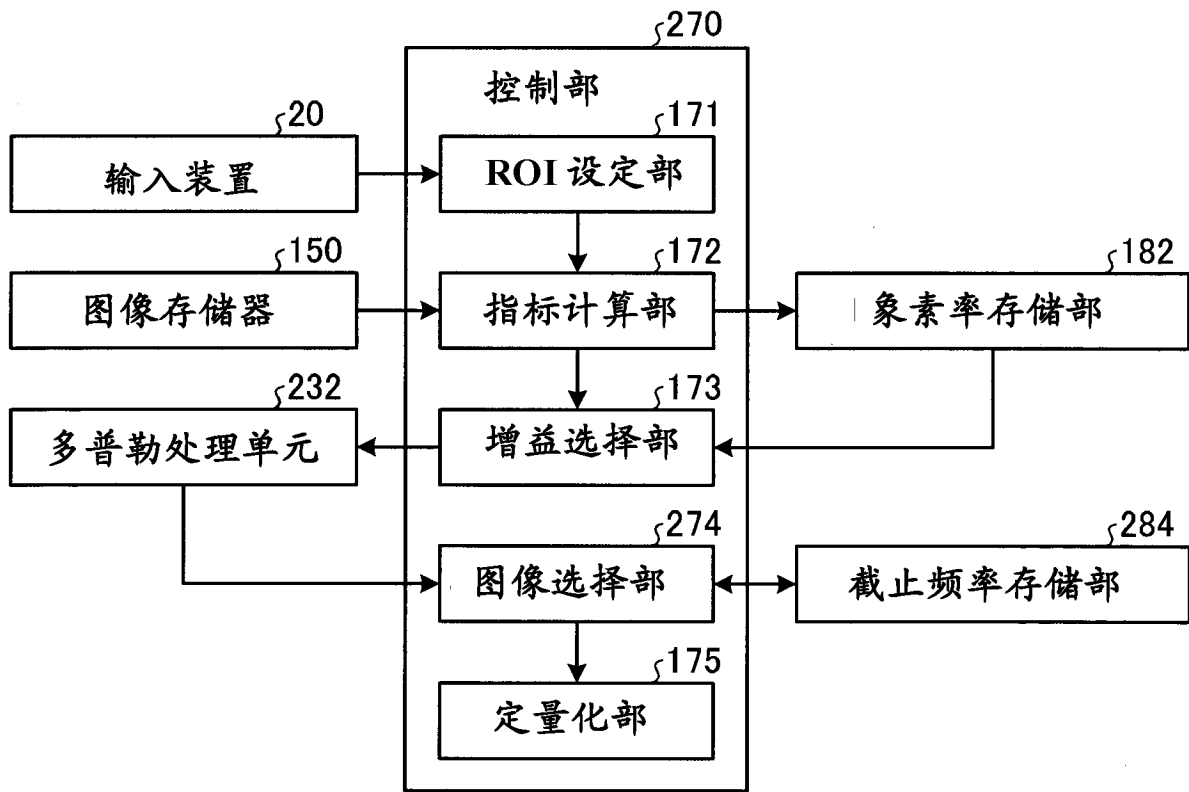 270
控制部
20
输入装置
171
ROI 设定部
150
图像存储器
172
指标计算部
182
象素率存储部
232
多普勒处理单元
173
增益选择部
274
图像选择部
284
截止频率存储部
175
定量化部